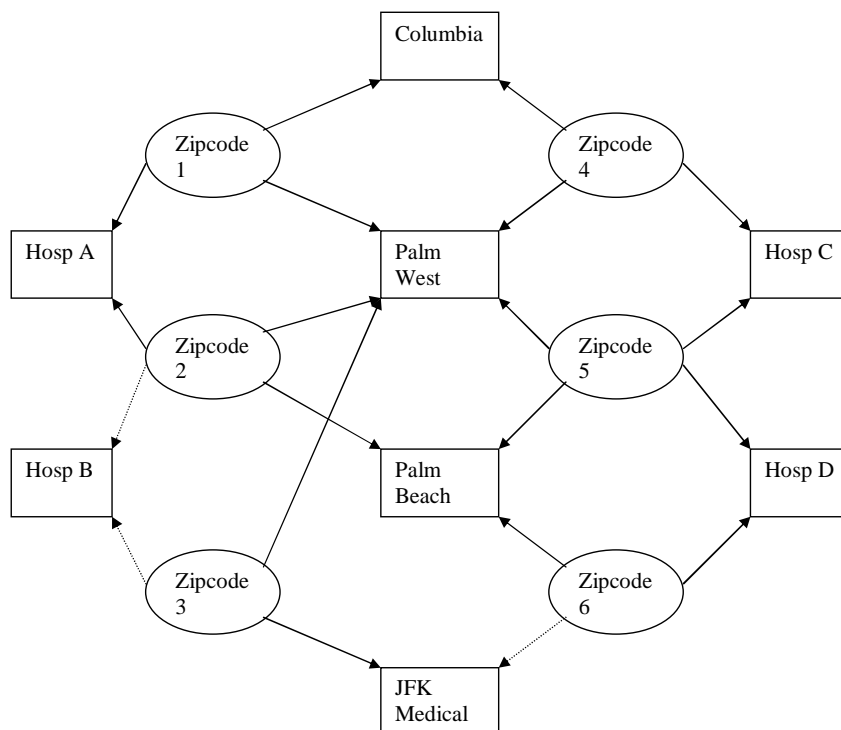 Columbia
Zipcode
1
Zipcode
4
Hosp A
Palm
West
Hosp C
Zipcode
2
Zipcode
5
Hosp B
Palm
Beach
Hosp D
Zipcode
3
Zipcode
6
JFK
Medical